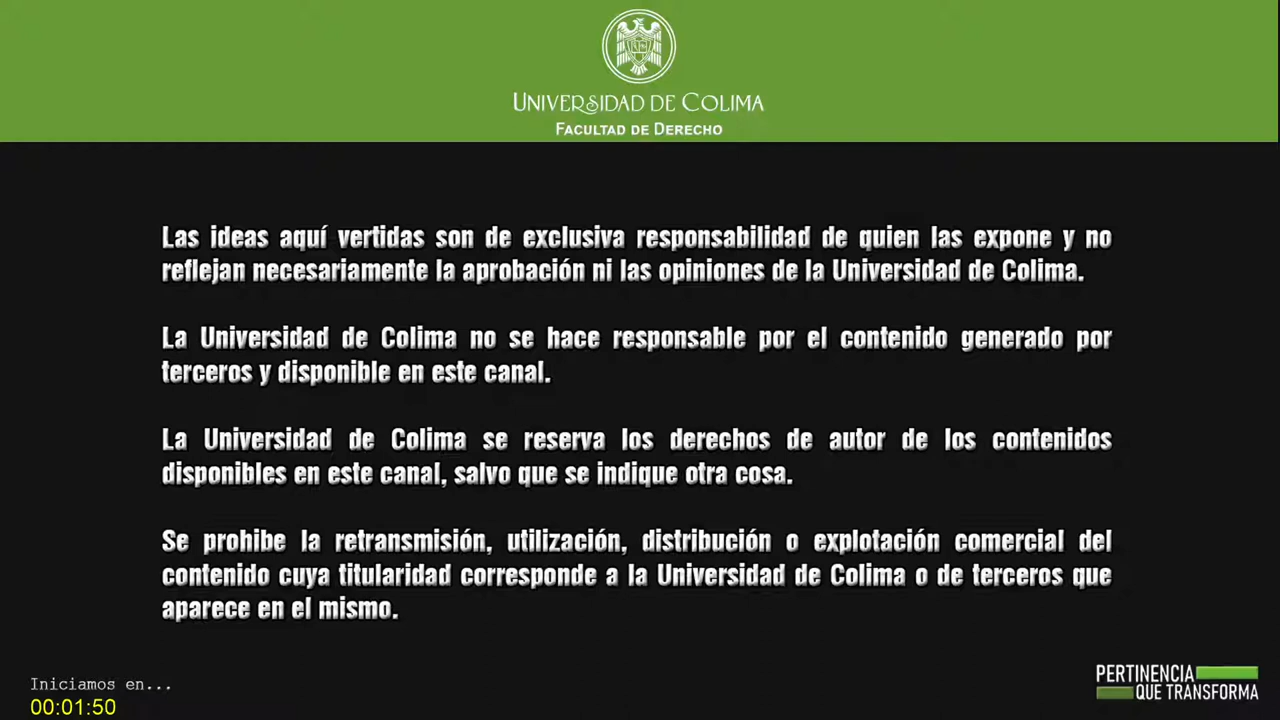 UNIVERSIDAD DE COLIMA
FACULTAD DE DERECHO
Las ideas aquí vertidas son de exclusiva responsabilidad de quien las expone y no
reflejan necesariamente la aprobación ni las opiniones de la Universidad de Colima.
La Universidad de Colima no se hace responsable por el contenido generado por
terceros y disponible en este canal.
La Universidad de Colima se reserva los derechos de autor de los contenidos
disponibles en este canal, salvo que se indique otra cosa.
Se prohibe la retransmisión, utilización, distribución o explotación comercial del
contenido cuya titularidad corresponde a la Universidad de Colima o de terceros que
aparece en el mismo.
Iniciamos en...
00:01:50
PERTINENCIA
QUE TRANSFORMA